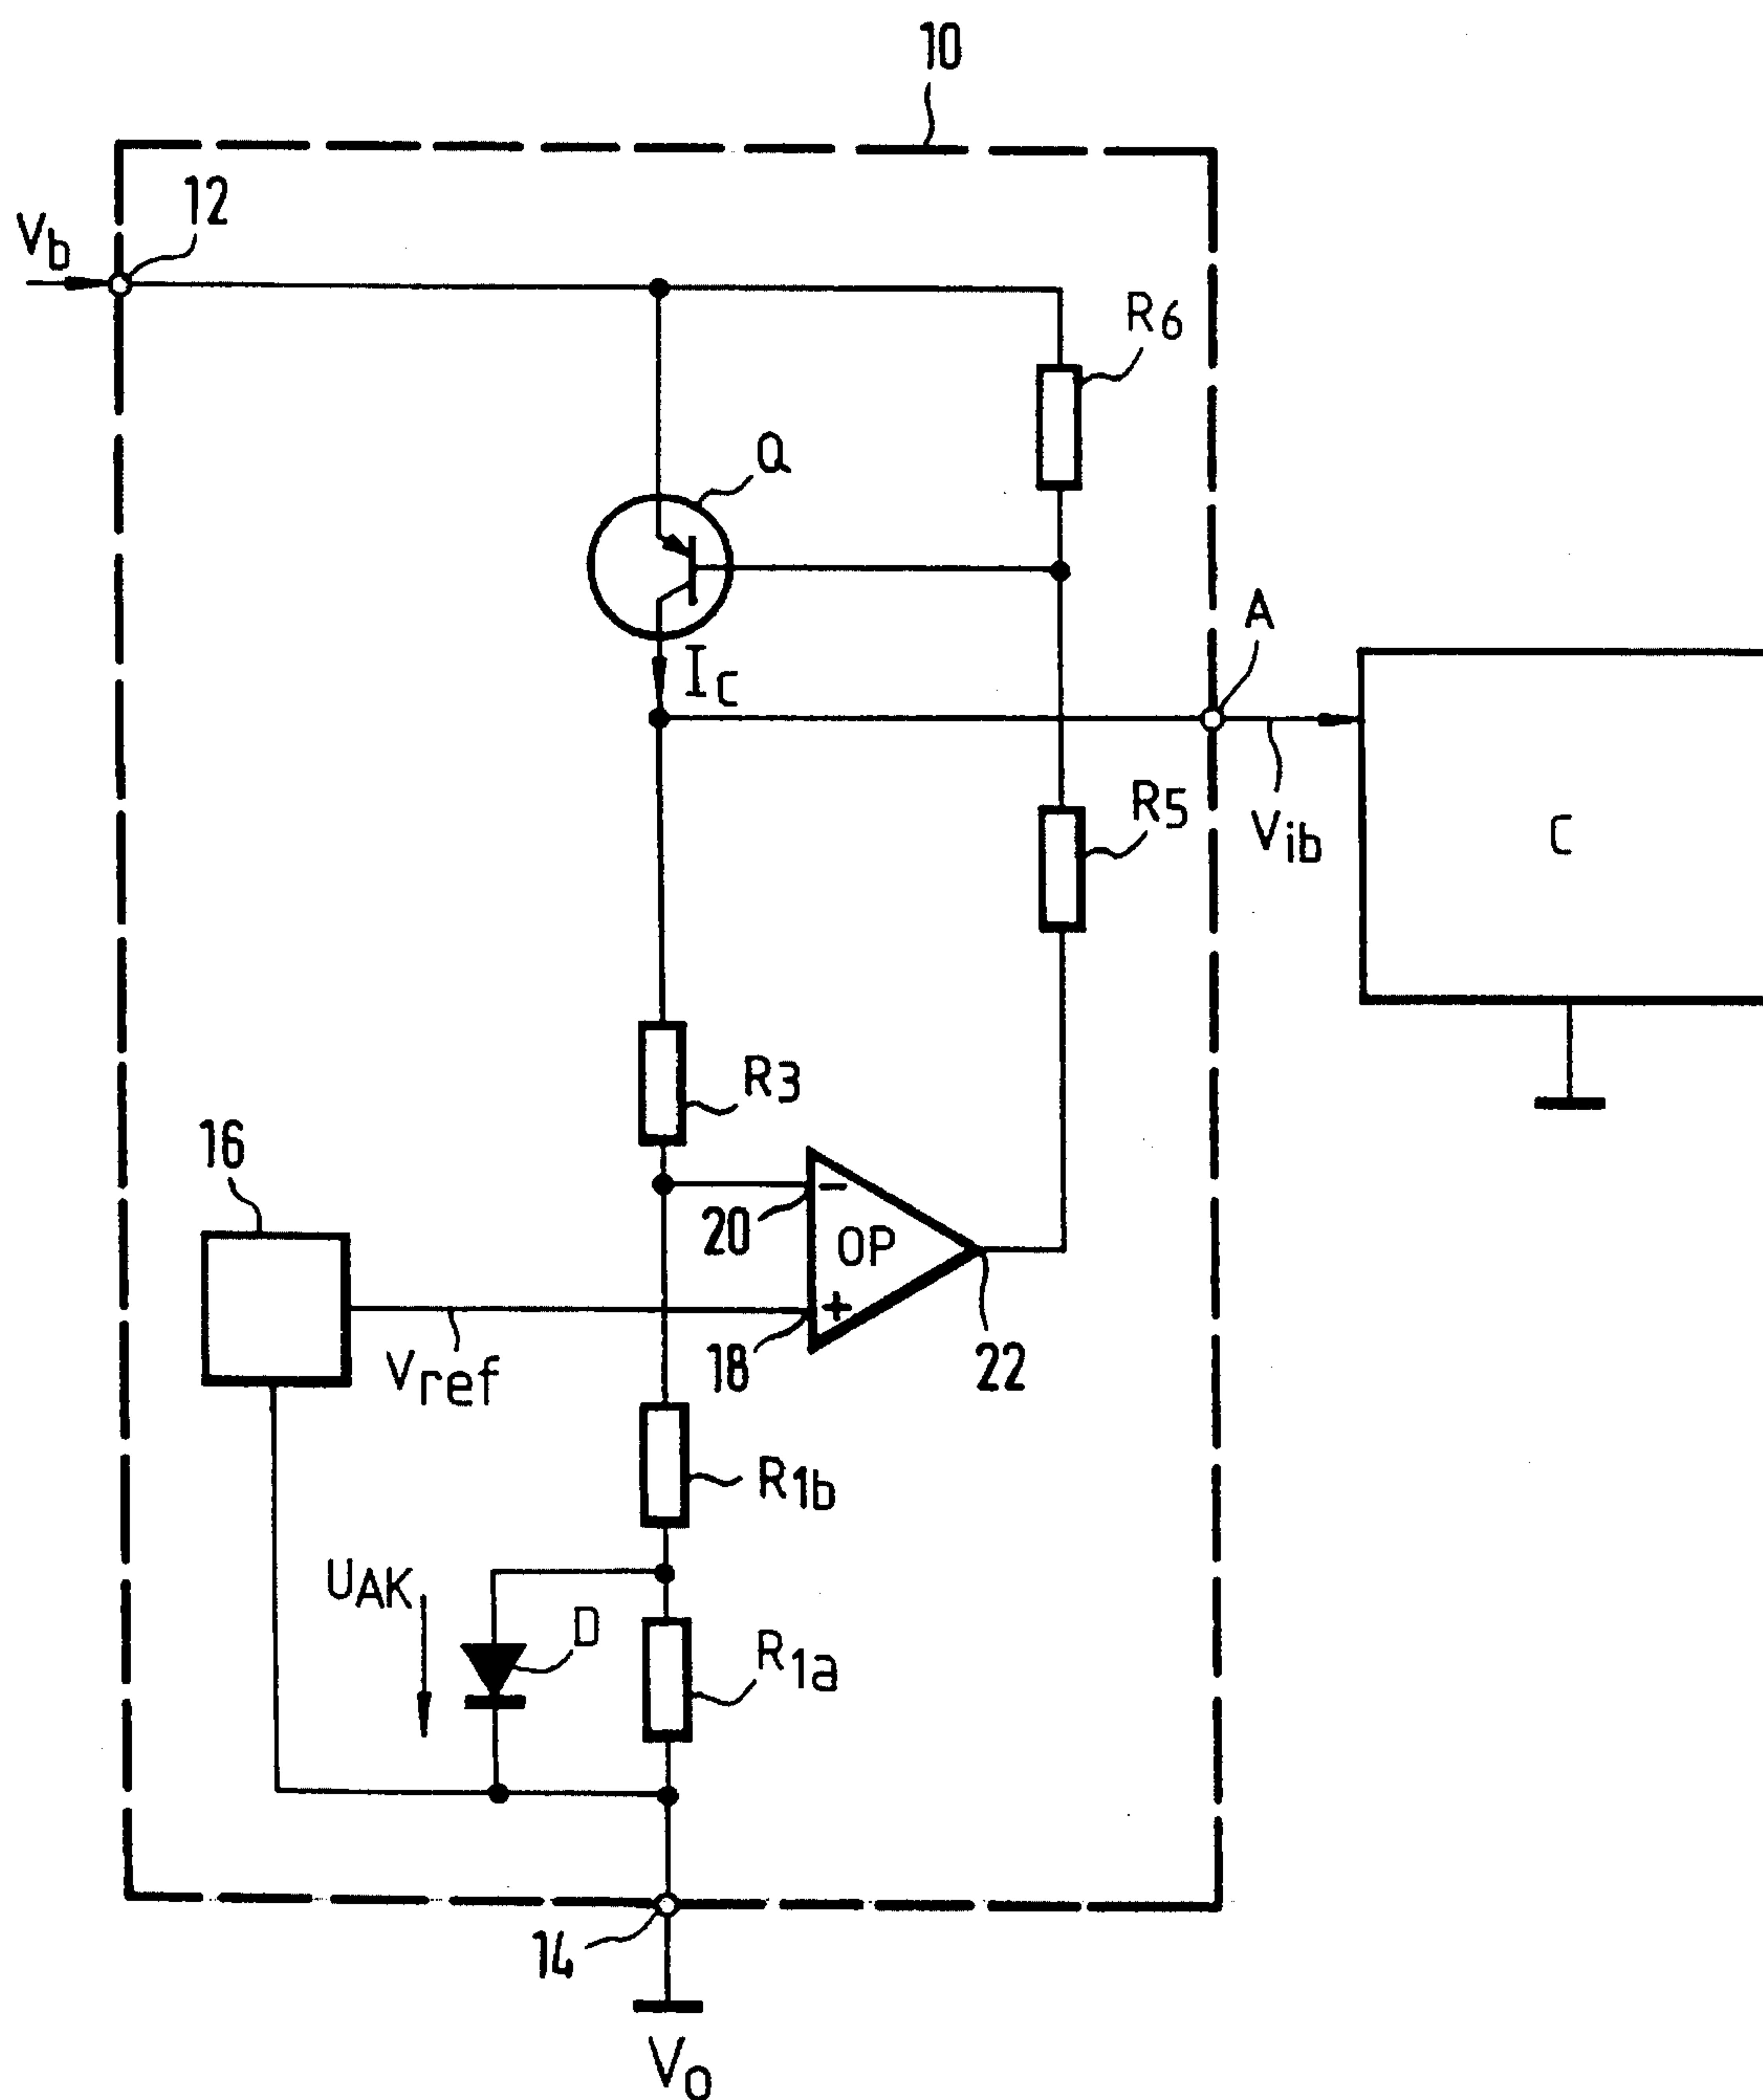 10
12
Vb
R6
Q
A
IC
R5
Vib
C
R3
16
20
-
OP
+
18
22
Vref
R1b
UAK
D
R1a
14
V0